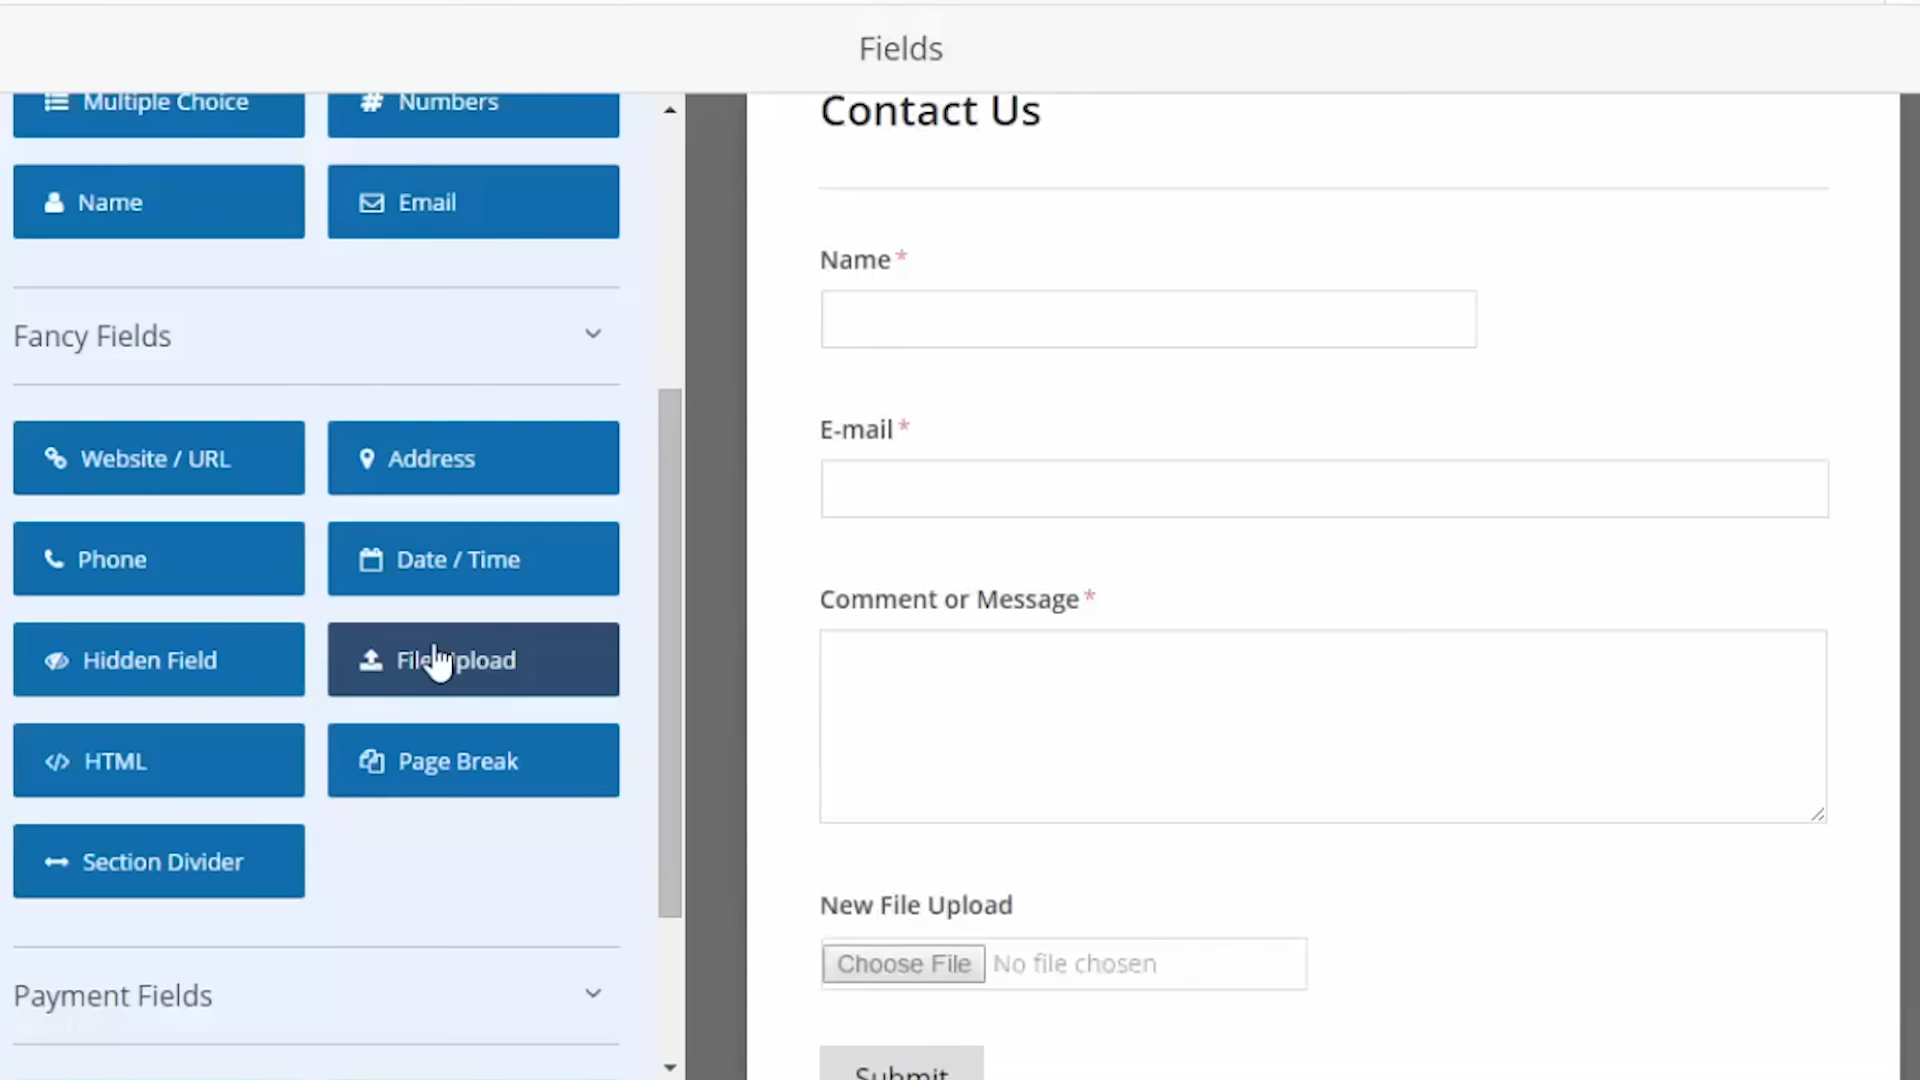 Fields
Multiple Choice
Numbers
Name
Email
Fancy Fields
Website / URL
Address
Phone
Date / Time
Hidden Field
File Upload
HTML
Page Break
Section Divider
Payment Fields
Contact Us
Name *
E-mail *
Comment or Message *
New File Upload
Choose File No file chosen
Submit